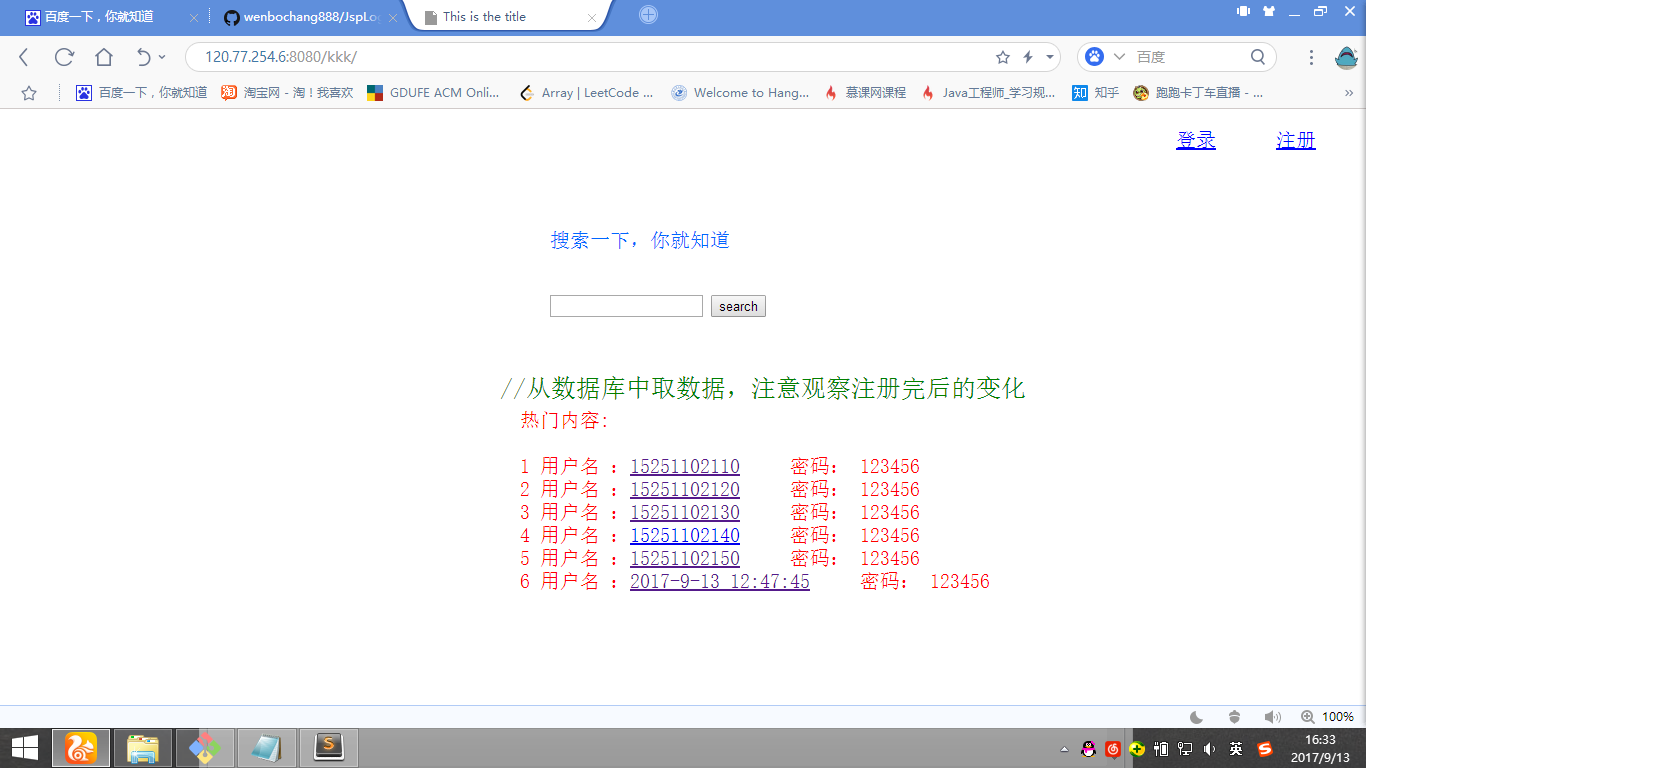 百度一下，你就知道
wenbochang888/JspLog
This is the title
120.77.254.6:8080/kkk/
百度
百度一下，你就知道
淘宝网 - 淘！我喜欢
GDUFE ACM Onli...
Array | LeetCode ...
Welcome to Hang...
慕课网课程
Java工程师_学习规...
知 知乎
跑跑卡丁车直播 - ...
登录
注册
搜索一下，你就知道
search
//从数据库中取数据，注意观察注册完后的变化
热门内容:
1 用户名 : 15251102110 密码: 123456
2 用户名 : 15251102120 密码: 123456
3 用户名 : 15251102130 密码: 123456
4 用户名 : 15251102140 密码: 123456
5 用户名 : 15251102150 密码: 123456
6 用户名 : 2017-9-13 12:47:45 密码: 123456
100%
英
16:33
2017/9/13